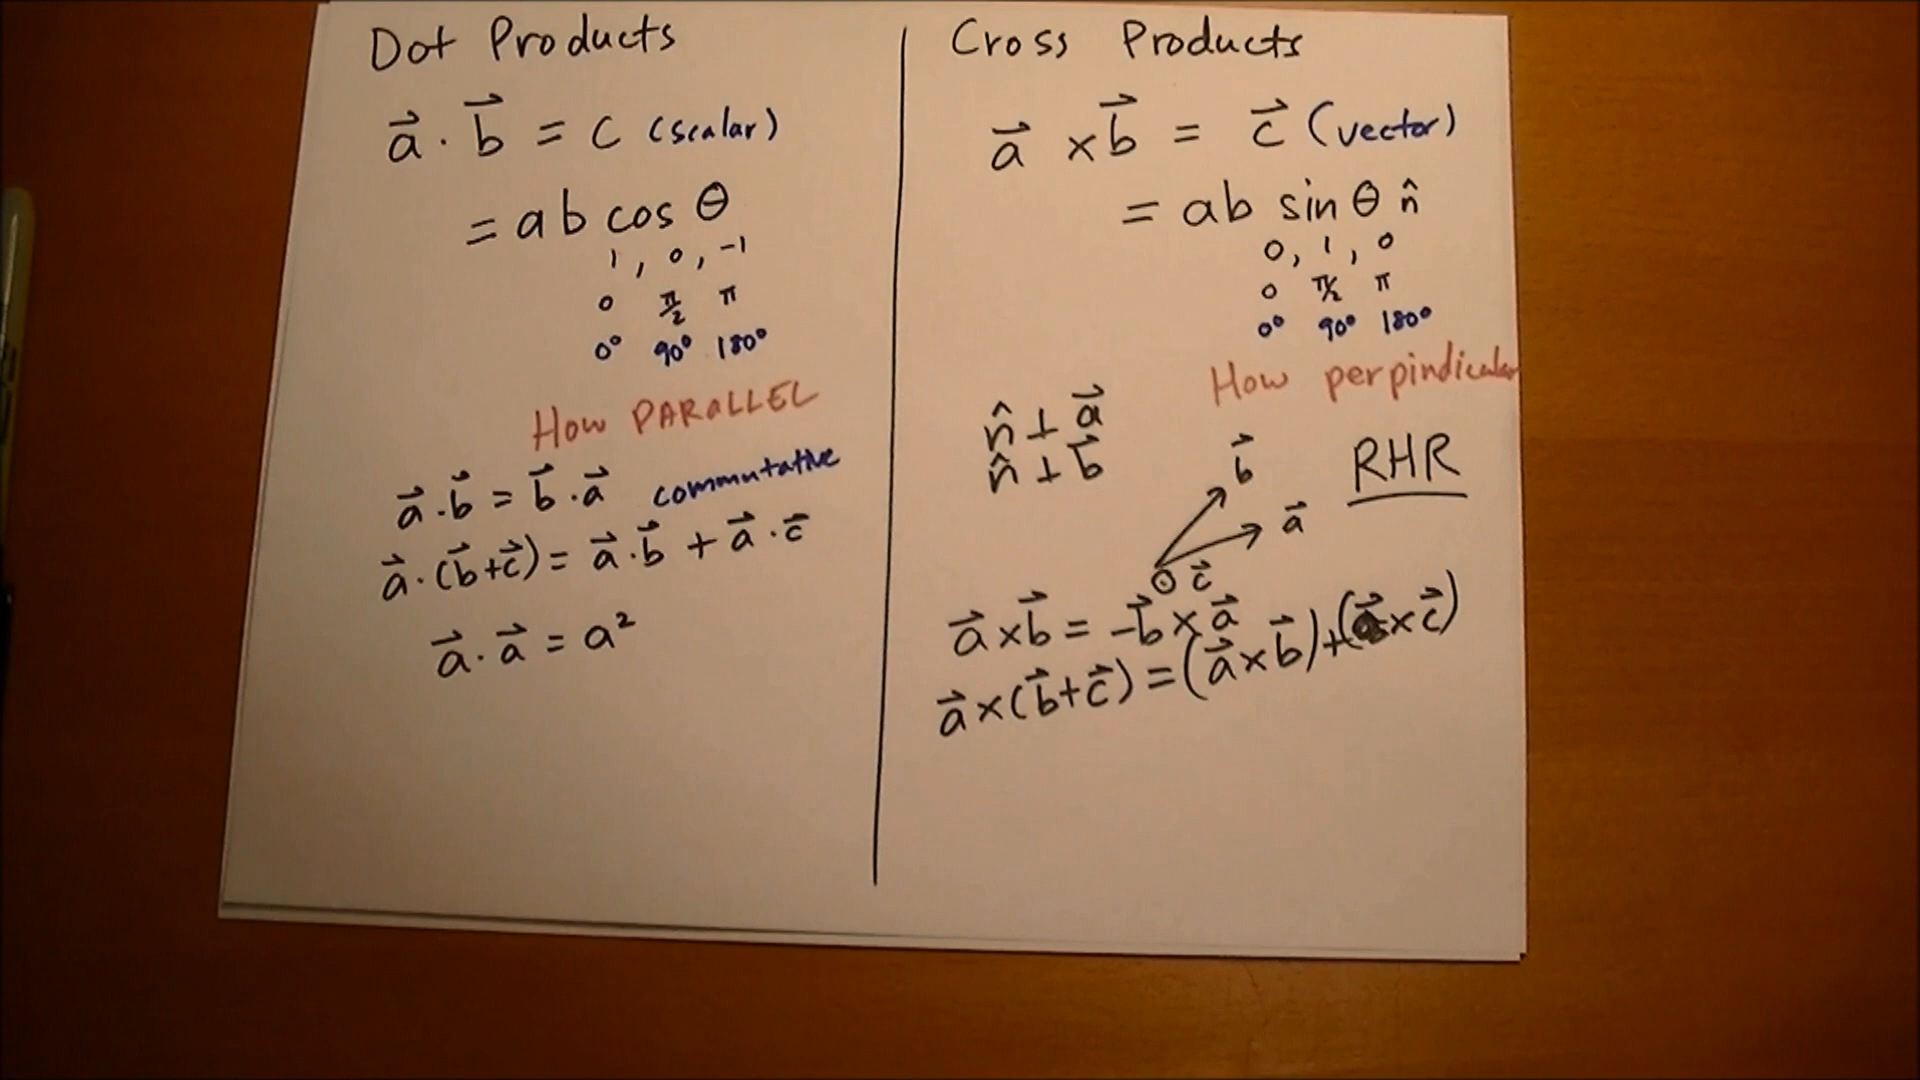 Dot Products
a⃗ · b⃗ = c (scalar)
= a b cos θ
1, 0, -1
0 π/2 π
0° 90° 180°
How PARALLEL
a⃗ · b⃗ = b⃗ · a⃗ commutative
a⃗ · (b⃗ + c⃗) = a⃗ · b⃗ + a⃗ · c⃗
a⃗ · a⃗ = a²
Cross Products
a⃗ × b⃗ = c⃗ (vector)
= ab sin θ n̂
0, 1, 0
0 π/2 π
0° 90° 180°
How perpindicular
n̂ ⊥ a⃗
n̂ ⊥ b⃗
RHR
b⃗
a⃗
c⃗
a⃗ × b⃗ = -b⃗ × a⃗
a⃗ × (b⃗ + c⃗) = (a⃗ × b⃗) + (a⃗ × c⃗)